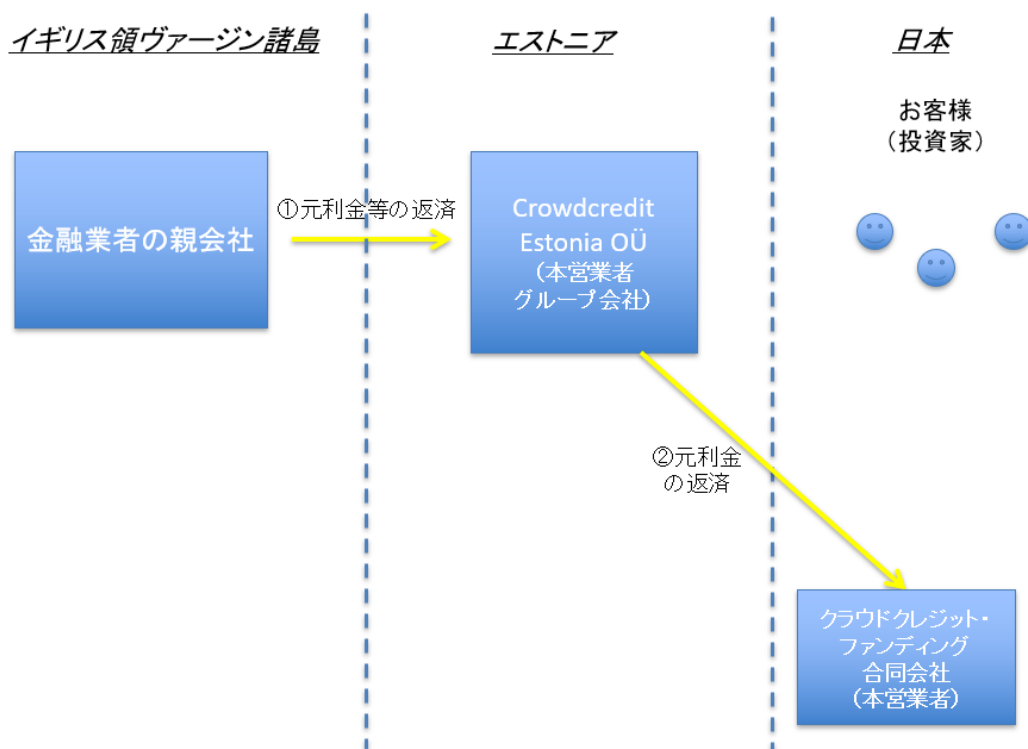 イギリス領ヴァージン諸島
エストニア
日本
お客様
（投資家）
金融業者の親会社
①元利金等の返済
Crowdcredit
Estonia OÜ
（本営業者
グループ会社）
②元利金
の返済
クラウドクレジット・
ファンディング
合同会社
（本営業者）